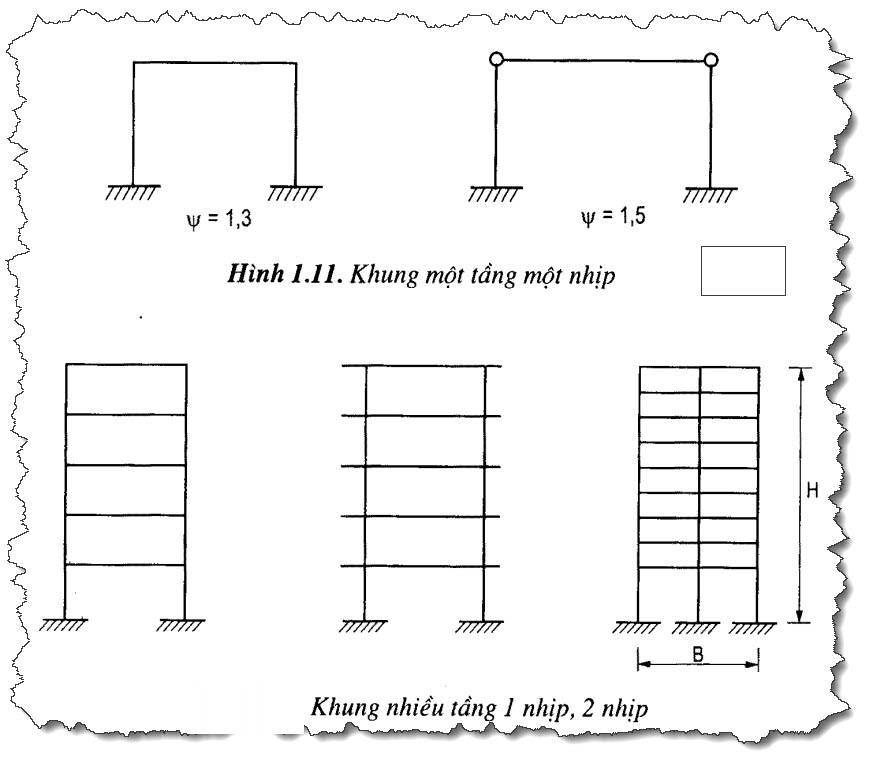 ψ = 1,3
ψ = 1,5
Hình 1.11. Khung một tầng một nhịp
H
B
Khung nhiều tầng 1 nhịp, 2 nhịp